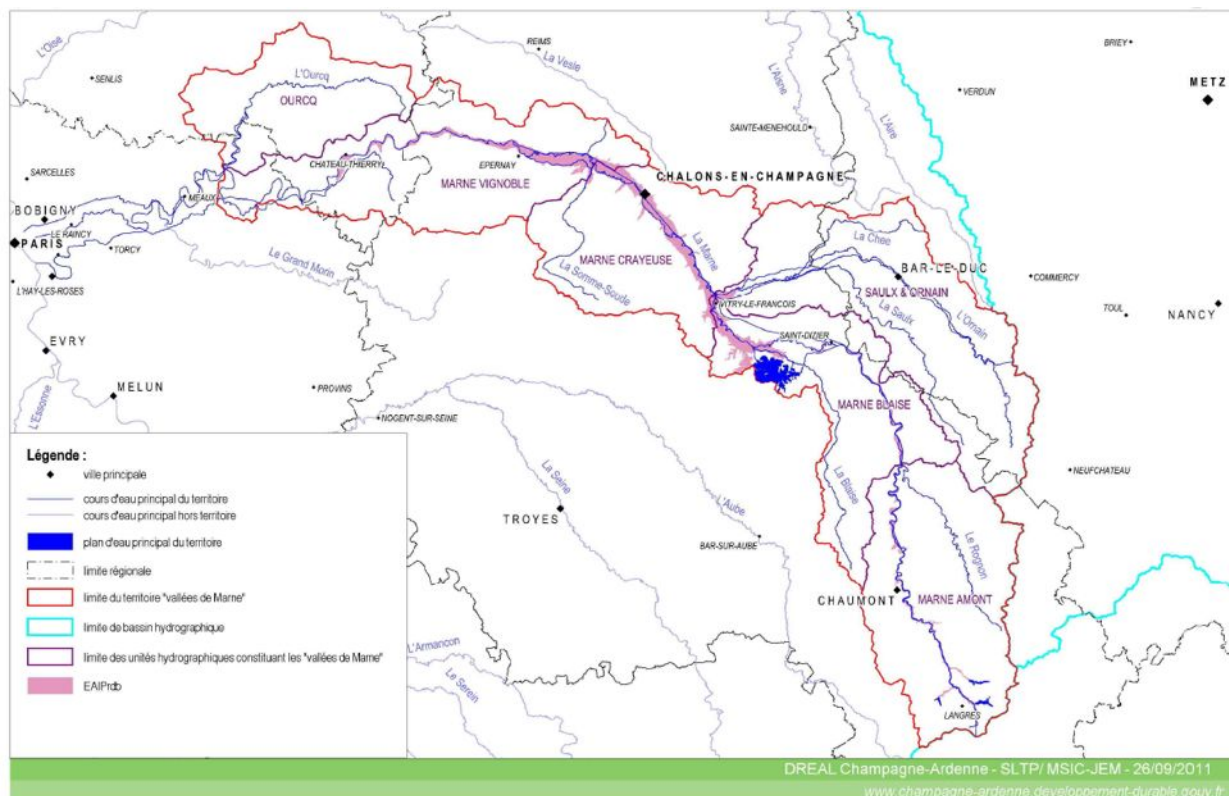 L'Oise
SENLIS
REIMS
La Vesle
L'Aisne
BRIEY
METZ
VERDUN
L'Aire
SAINTE-MENEHOULD
L'Ourcq
OURCQ
SARCELLES
BOBIGNY
LE RAINCY
PARIS
TORCY
L'HAY-LES-ROSES
MEAUX
CHATEAU-THIERRY
EPERNAY
MARNE VIGNOBLE
CHALONS-EN-CHAMPAGNE
Le Grand Morin
MARNE CRAYEUSE
La Somme-Soude
La Marne
La Chée
BAR-LE-DUC
COMMERCY
SAULX & ORNAIN
La Saulx
L'Ornain
TOUL
NANCY
VITRY-LE-FRANCOIS
SAINT-DIZIER
EVRY
L'Essonne
MELUN
PROVINS
NOGENT-SUR-SEINE
MARNE BLAISE
La Blaise
NEUFCHATEAU
La Seine
TROYES
L'Aube
BAR-SUR-AUBE
Le Rognon
CHAUMONT
MARNE AMONT
LANGRES
L'Armancon
Le Serein
Légende :
ville principale
cours d'eau principal du territoire
cours d'eau principal hors territoire
plan d'eau principal du territoire
limite régionale
limite du territoire "vallées de Marne"
limite de bassin hydrographique
limite des unités hydrographiques constituant les "vallées de Marne"
EAIPrdb
DREAL Champagne-Ardenne - SLTP/ MSIC-JEM - 26/09/2011
www.champagne-ardenne.developpement-durable.gouv.fr